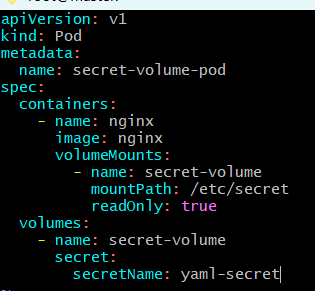 apiVersion: v1
kind: Pod
metadata:
  name: secret-volume-pod
spec:
  containers:
    - name: nginx
      image: nginx
      volumeMounts:
        - name: secret-volume
          mountPath: /etc/secret
          readOnly: true
  volumes:
    - name: secret-volume
      secret:
        secretName: yaml-secret